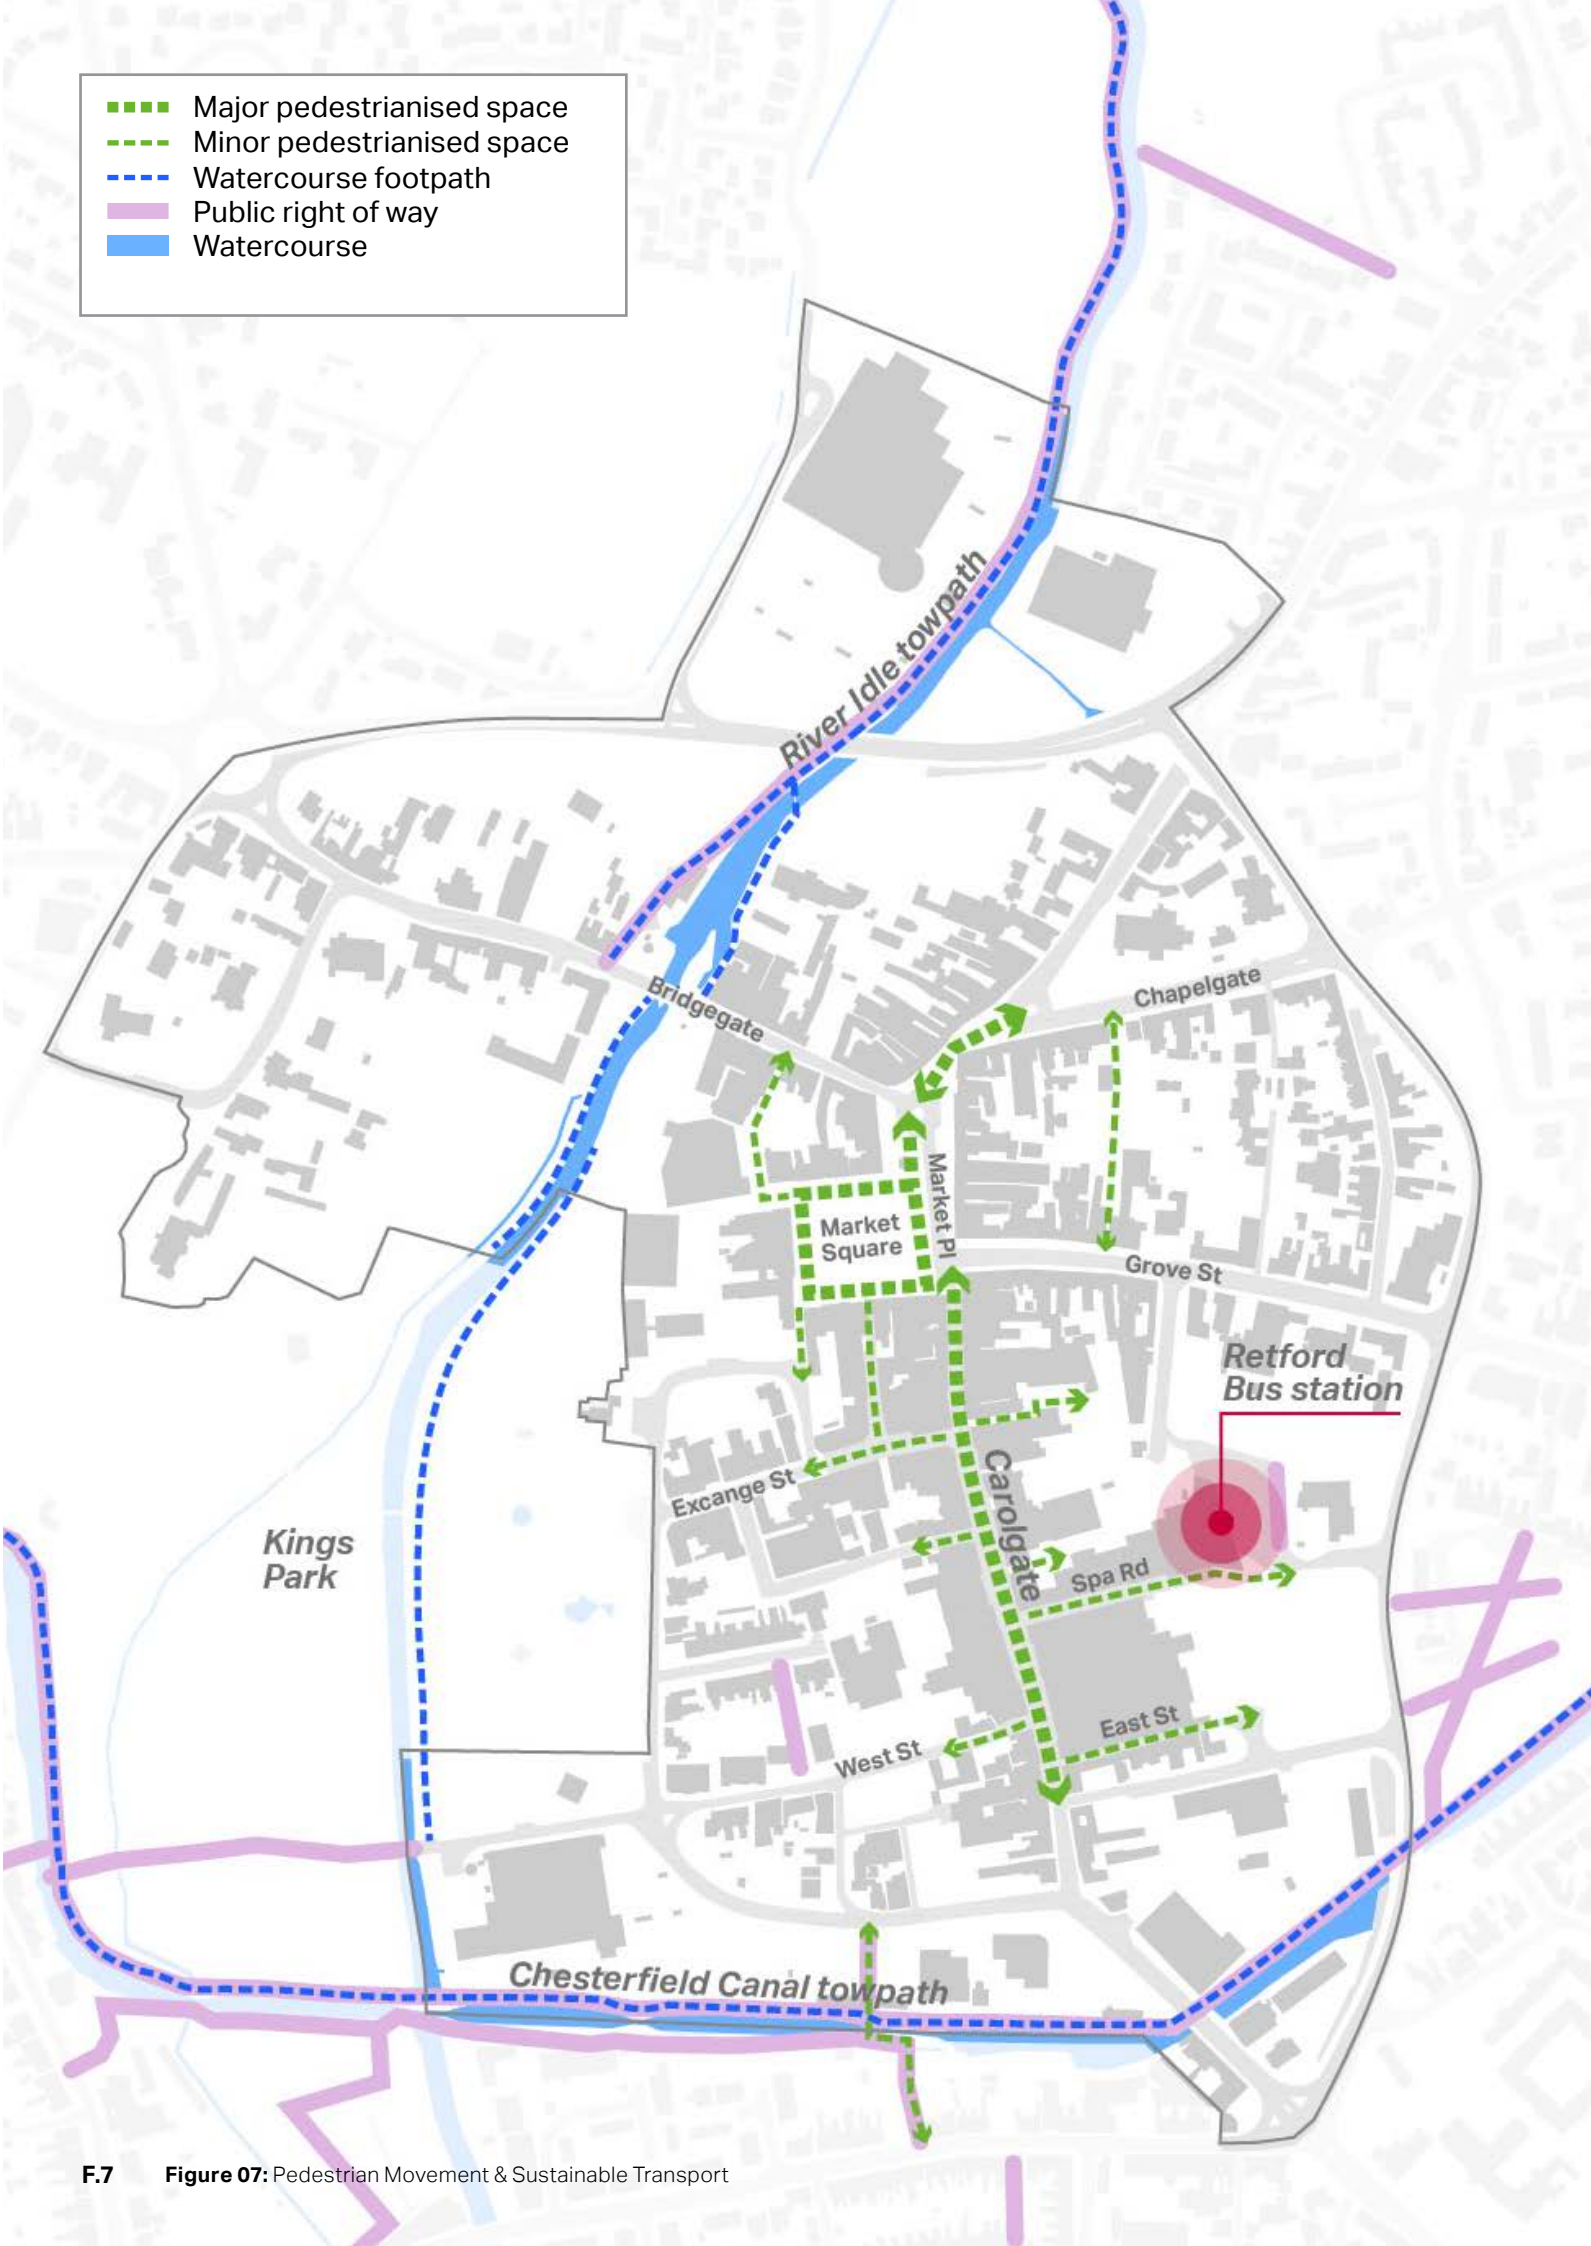 Major pedestrianised space
Minor pedestrianised space
Watercourse footpath
Public right of way
Watercourse
River Idle towpath
Bridgegate
Chapelgate
Market Pl
Market
Square
Grove St
Retford
Bus station
Excange St
Carolgate
Kings
Park
Spa Rd
East St
West St
Chesterfield Canal towpath
F.7 Figure 07: Pedestrian Movement & Sustainable Transport